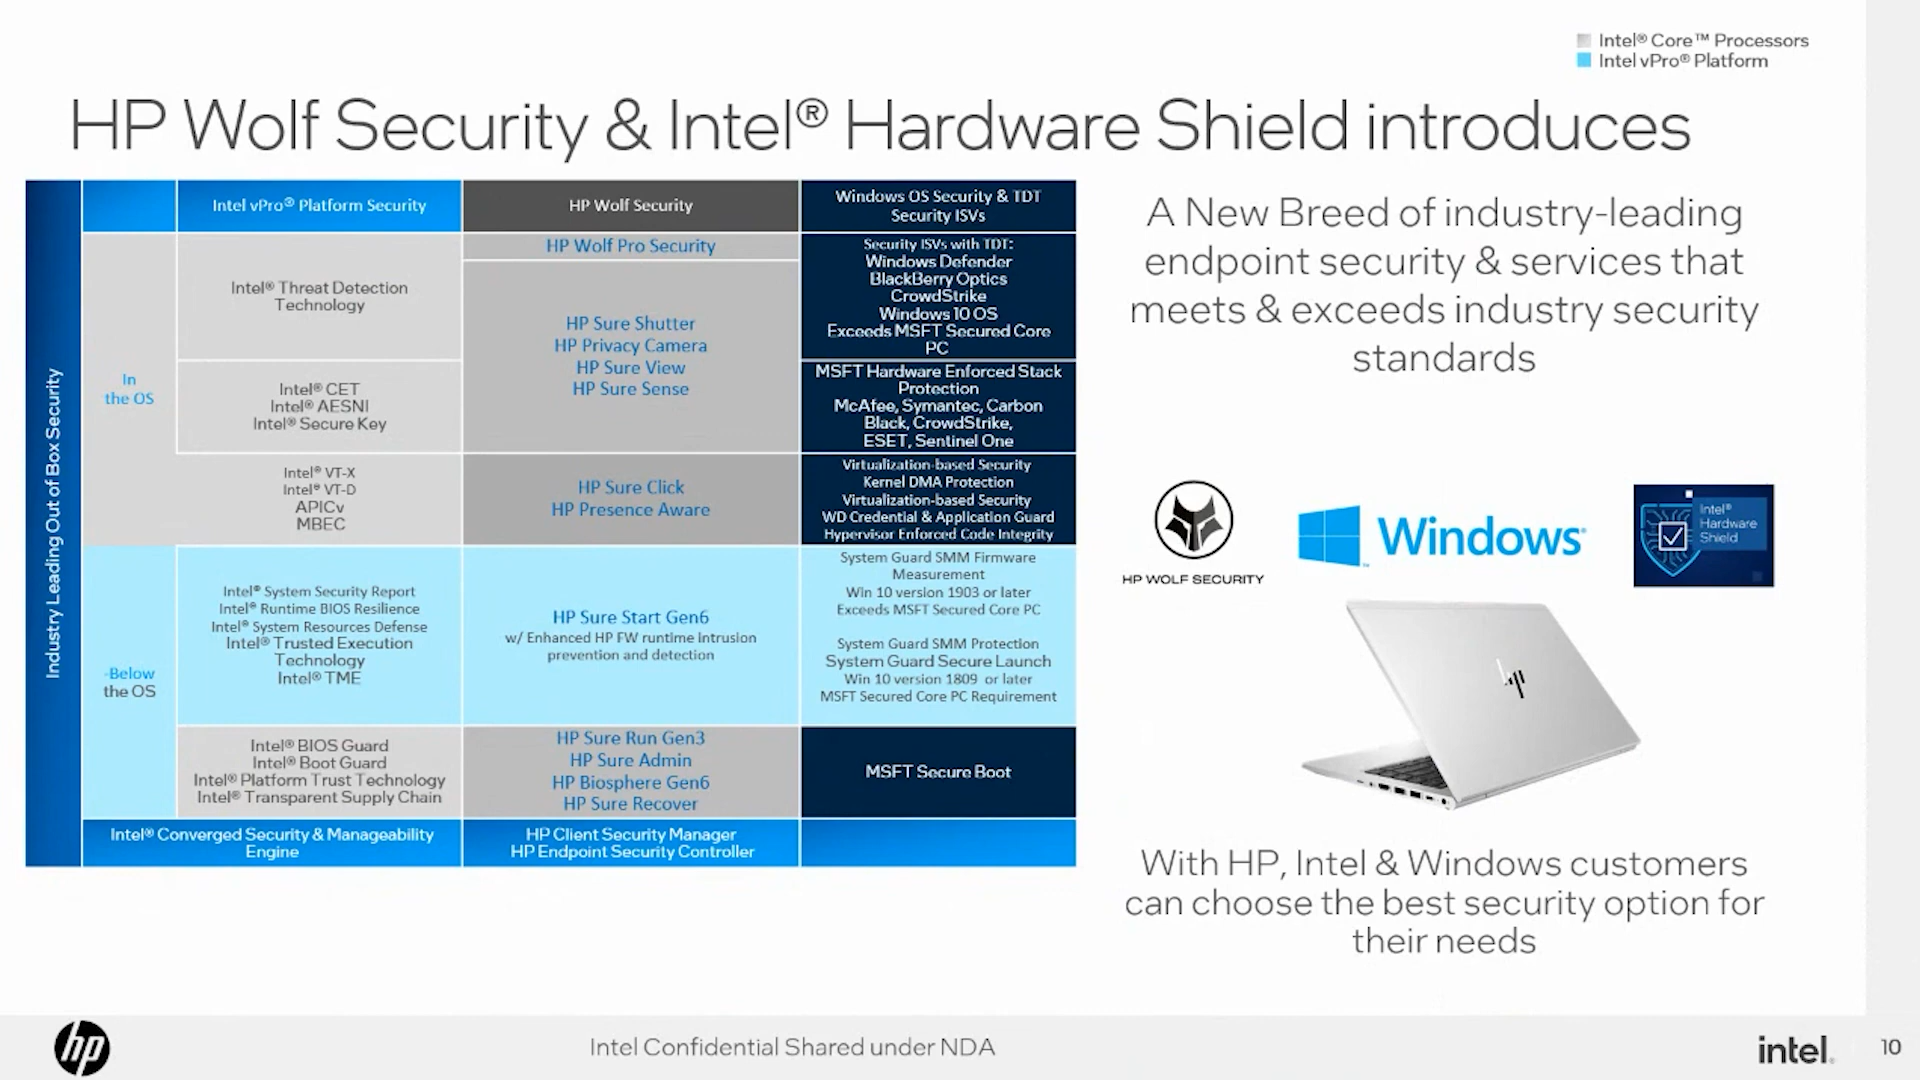 Intel® Core™ Processors
Intel vPro® Platform
HP Wolf Security & Intel® Hardware Shield introduces
Industry Leading Out of Box Security
Intel vPro® Platform Security
HP Wolf Security
Windows OS Security & TDT
Security ISVs
In
the OS
Intel® Threat Detection
Technology
HP Wolf Pro Security
HP Sure Shutter
HP Privacy Camera
HP Sure View
HP Sure Sense
Security ISVs with TDT:
Windows Defender
BlackBerry Optics
CrowdStrike
Windows 10 OS
Exceeds MSFT Secured Core
PC
Intel® CET
Intel® AESNI
Intel® Secure Key
MSFT Hardware Enforced Stack
Protection
McAfee, Symantec, Carbon
Black, CrowdStrike,
ESET, Sentinel One
Intel® VT-X
Intel® VT-D
APICv
MBEC
HP Sure Click
HP Presence Aware
Virtualization-based Security
Kernel DMA Protection
Virtualization-based Security
WD Credential & Application Guard
Hypervisor Enforced Code Integrity
-Below
the OS
Intel® System Security Report
Intel® Runtime BIOS Resilience
Intel® System Resources Defense
Intel® Trusted Execution
Technology
Intel® TME
HP Sure Start Gen6
w/ Enhanced HP FW runtime Intrusion
prevention and detection
System Guard SMM Firmware
Measurement
Win 10 version 1903 or later
Exceeds MSFT Secured Core PC
System Guard SMM Protection
System Guard Secure Launch
Win 10 version 1809 or later
MSFT Secured Core PC Requirement
Intel® BIOS Guard
Intel® Boot Guard
Intel® Platform Trust Technology
Intel® Transparent Supply Chain
HP Sure Run Gen3
HP Sure Admin
HP Biosphere Gen6
HP Sure Recover
MSFT Secure Boot
Intel® Converged Security & Manageability
Engine
HP Client Security Manager
HP Endpoint Security Controller
A New Breed of industry-leading
endpoint security & services that
meets & exceeds industry security
standards
HP WOLF SECURITY
Windows
Intel®
Hardware
Shield
With HP, Intel & Windows customers
can choose the best security option for
their needs
hp
Intel Confidential Shared under NDA
intel.
10